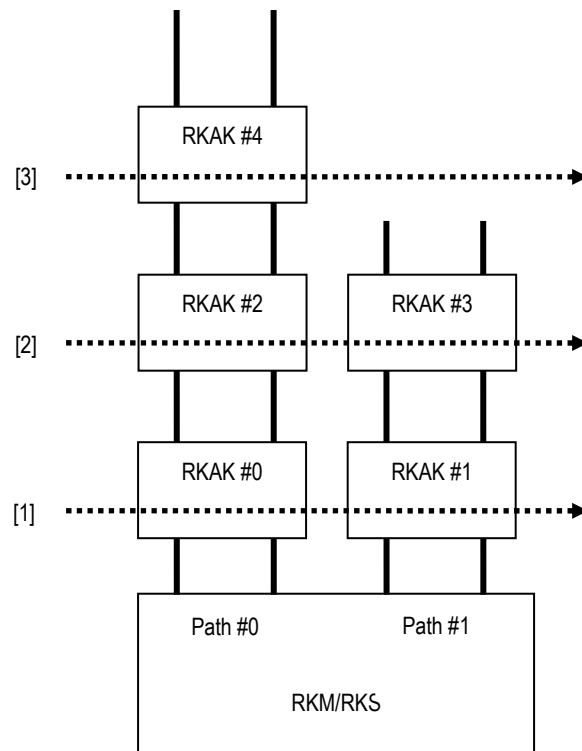 RKAK #4
[3]
RKAK #2 RKAK #3
[2]
RKAK #0 RKAK #1
[1]
Path #0 Path #1
RKM/RKS